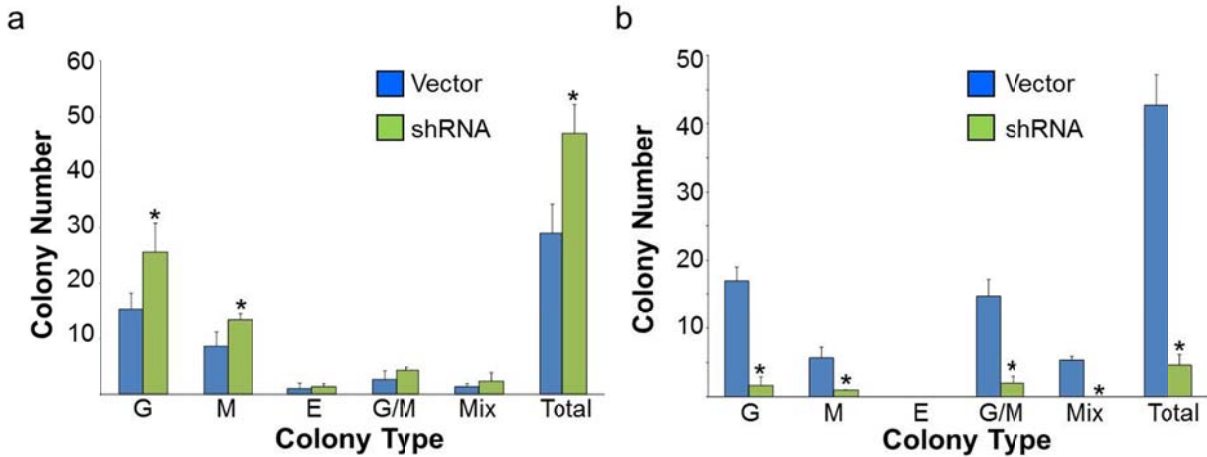 a
60
50
40
30
20
10
Colony Number
Vector
shRNA
*
*
*
G M E G/M Mix Total
Colony Type
b
50
40
30
20
10
Colony Number
Vector
shRNA
*
*
*
*
*
G M E G/M Mix Total
Colony Type